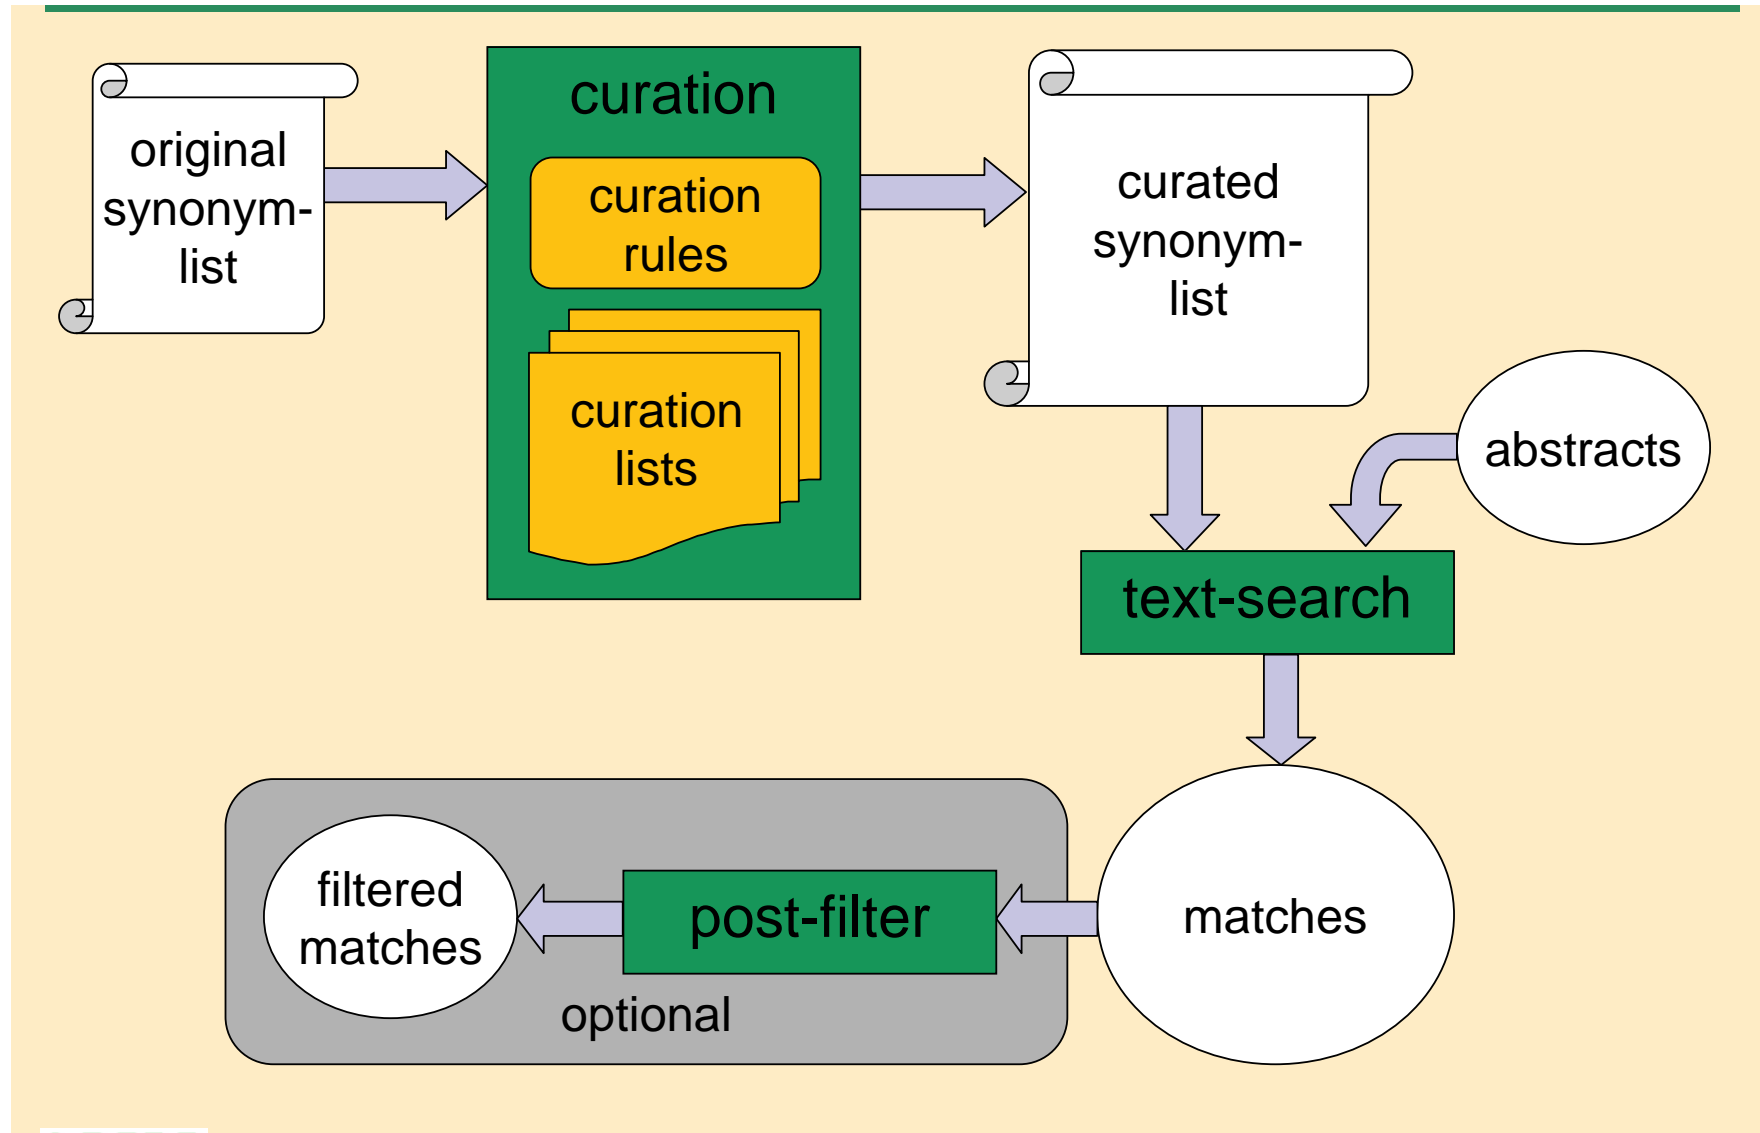 original
synonym-
list
curation
curation
rules
curation
lists
curated
synonym-
list
abstracts
text-search
matches
post-filter
filtered
matches
optional